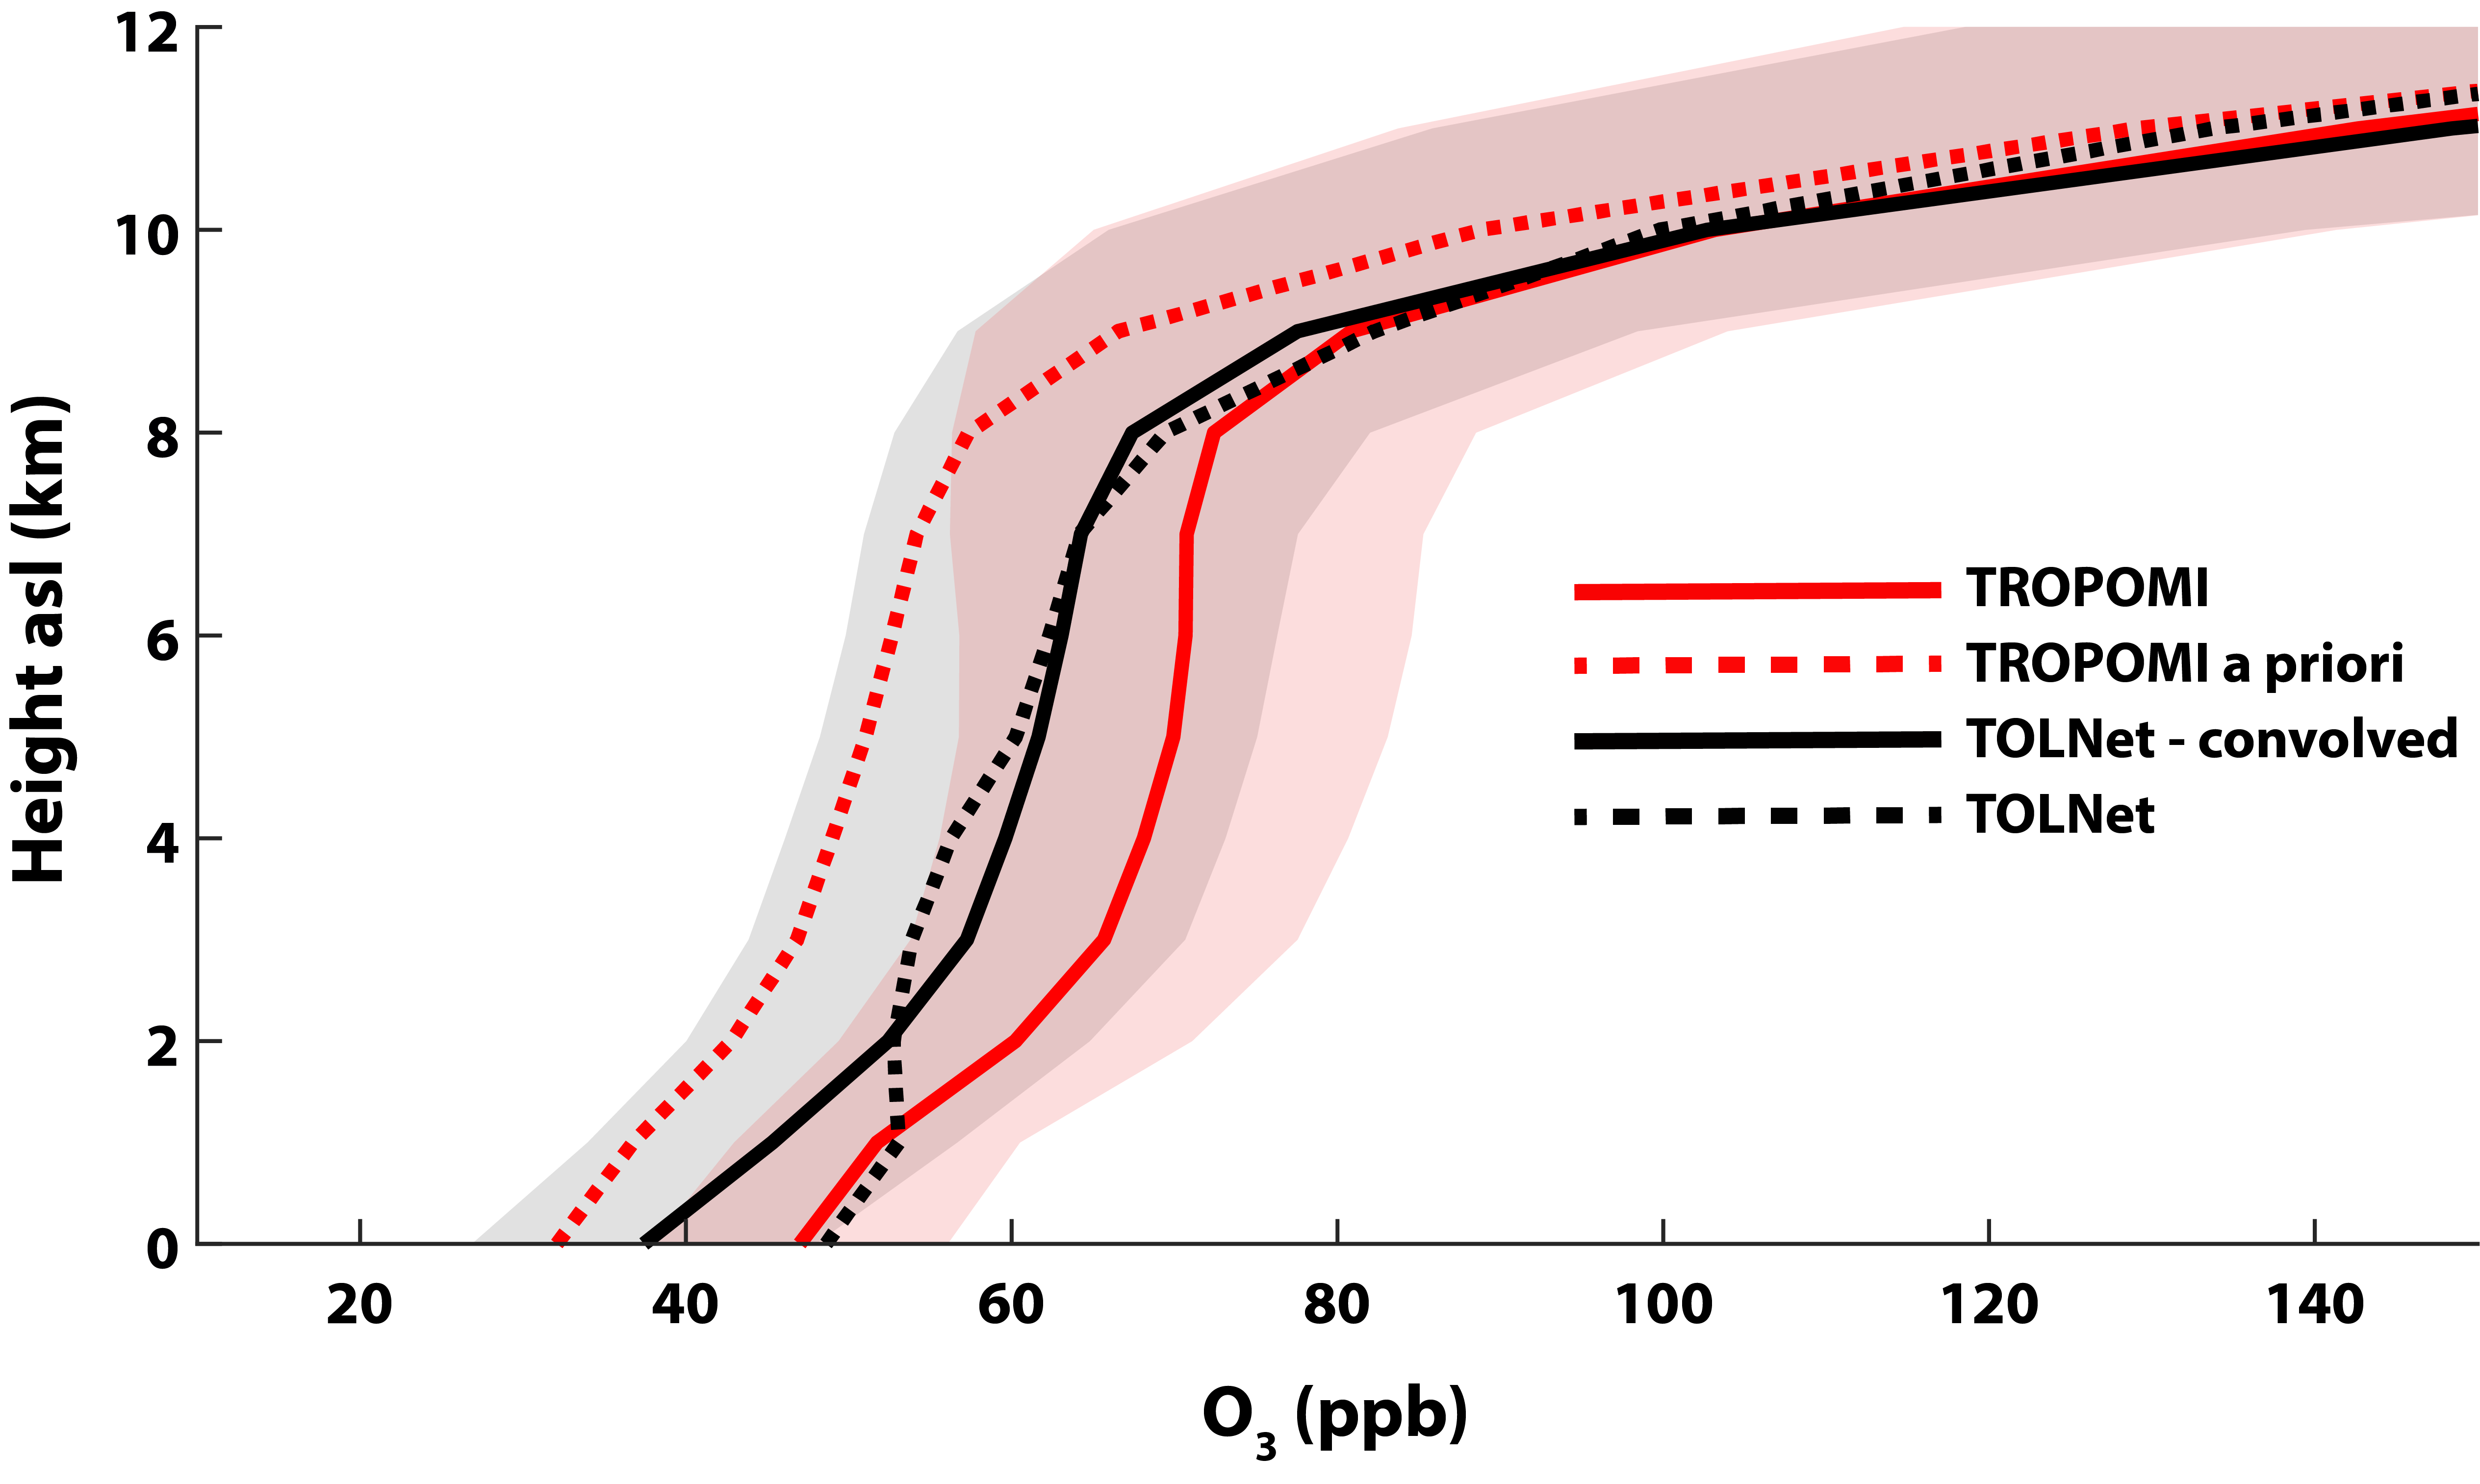 12
10
8
6
4
2
0
Height asl (km)
TROPOMI
TROPOMI a priori
TOLNet - convolved
TOLNet
20 40 60 80 100 120 140
O₃ (ppb)